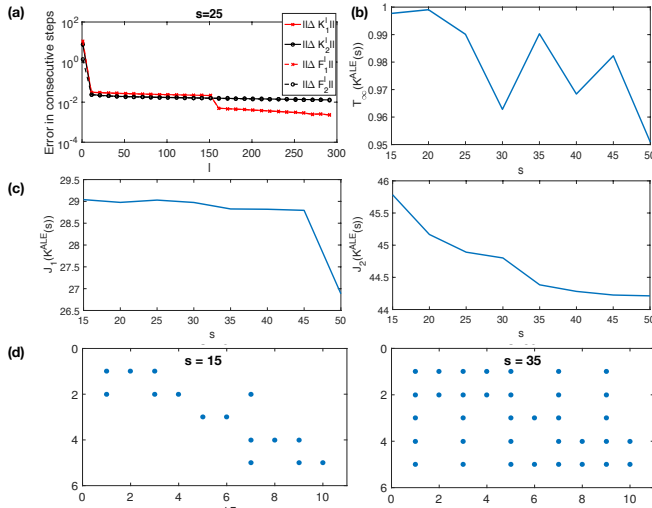 (a)
s=25
||Δ K_1^l||
||Δ K_2^l||
||Δ F_1^l||
||Δ F_2^l||
Error in consecutive steps
10^2
10^0
10^-2
10^-4
0 50 100 150 200 250 300
l
(b)
T_∞(K^ALE(s))
1
0.99
0.98
0.97
0.96
0.95
15 20 25 30 35 40 45 50
s
(c)
J_1(K^ALE(s))
29.5
29
28.5
28
27.5
27
26.5
15 20 25 30 35 40 45 50
s
J_2(K^ALE(s))
46
45.5
45
44.5
44
15 20 25 30 35 40 45 50
s
(d)
s = 15
0
2
4
6
0 2 4 6 8 10
s = 35
0
2
4
6
0 2 4 6 8 10